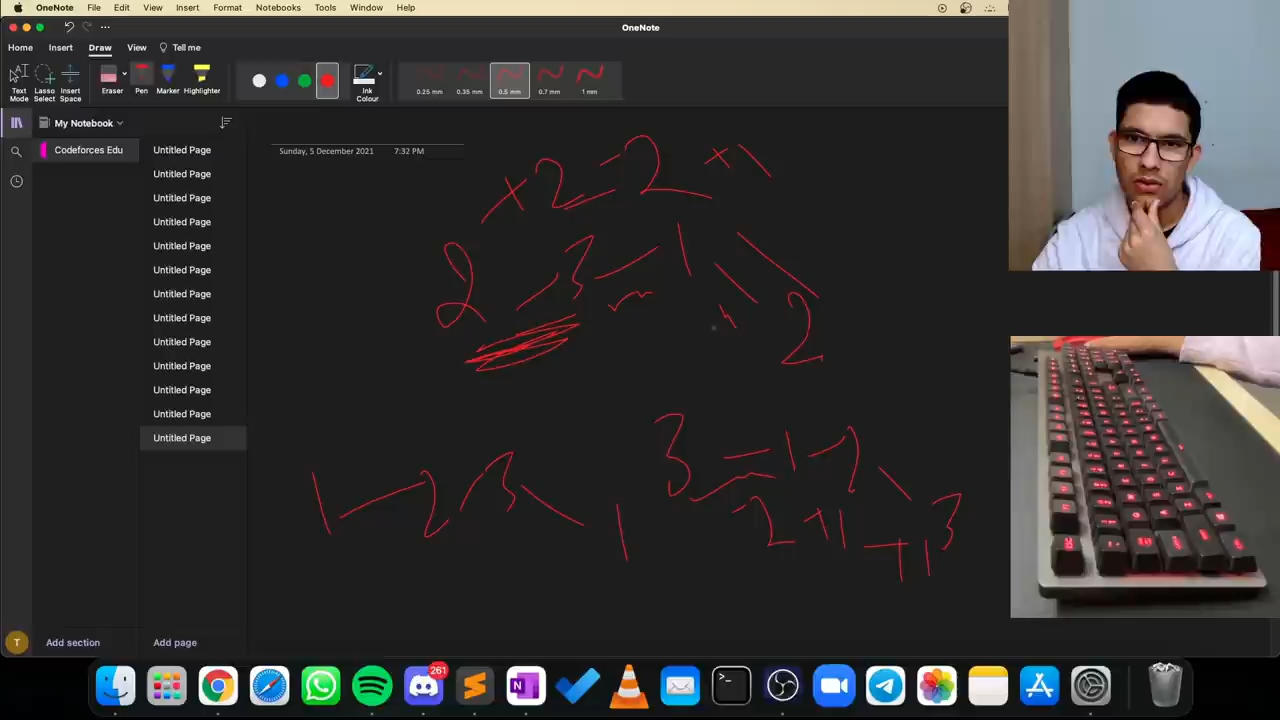 OneNote File Edit View Insert Format Notebooks Tools Window Help
OneNote
Home Insert Draw View Tell me
Text Mode
Lasso Select
Insert Space
Eraser
Pen
Marker
Highlighter
Ink Colour
0.25 mm 0.35 mm 0.5 mm 0.7 mm 1 mm
My Notebook
Codeforces Edu
Untitled Page
Untitled Page
Untitled Page
Untitled Page
Untitled Page
Untitled Page
Untitled Page
Untitled Page
Untitled Page
Untitled Page
Untitled Page
Untitled Page
Untitled Page
Sunday, 5 December 2021 7:32 PM
+2 -2 +1
2 3 1
2
3 1 2
3
-2 +1 +1
1 2 3
1
T Add section Add page
261